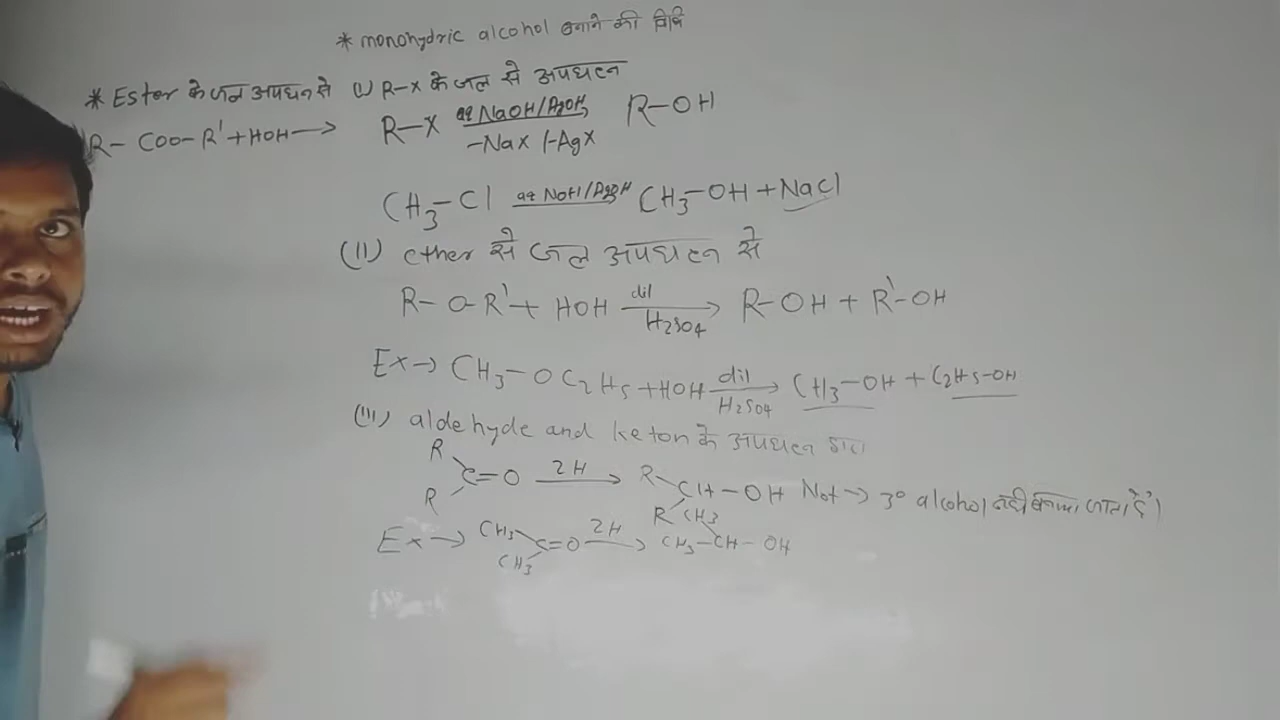 * monohydric alcohol बनाने की विधि
* Ester के जल अपघटन से
R- COO-R' + HOH →
(I) R-X के जल से अपघटन
R-X aq NaOH/AgOH R-OH
-NaX /-AgX
CH3-Cl aq NaOH/AgOH CH3-OH + NaCl
(II) ether से जल अपघटन से
R- O- R' + HOH dil H2SO4 → R-OH + R'-OH
Ex→ CH3-OC2H5 + HOH dil H2SO4 → CH3-OH + C2H5-OH
(III) aldehyde and keton के अपघटन द्वारा
R R C=O 2H → R R CH-OH Not → 3° alcohol नहीं बनाया जाता है।
Ex → CH3 CH3 C=O 2H → CH3 CH3-CH-OH